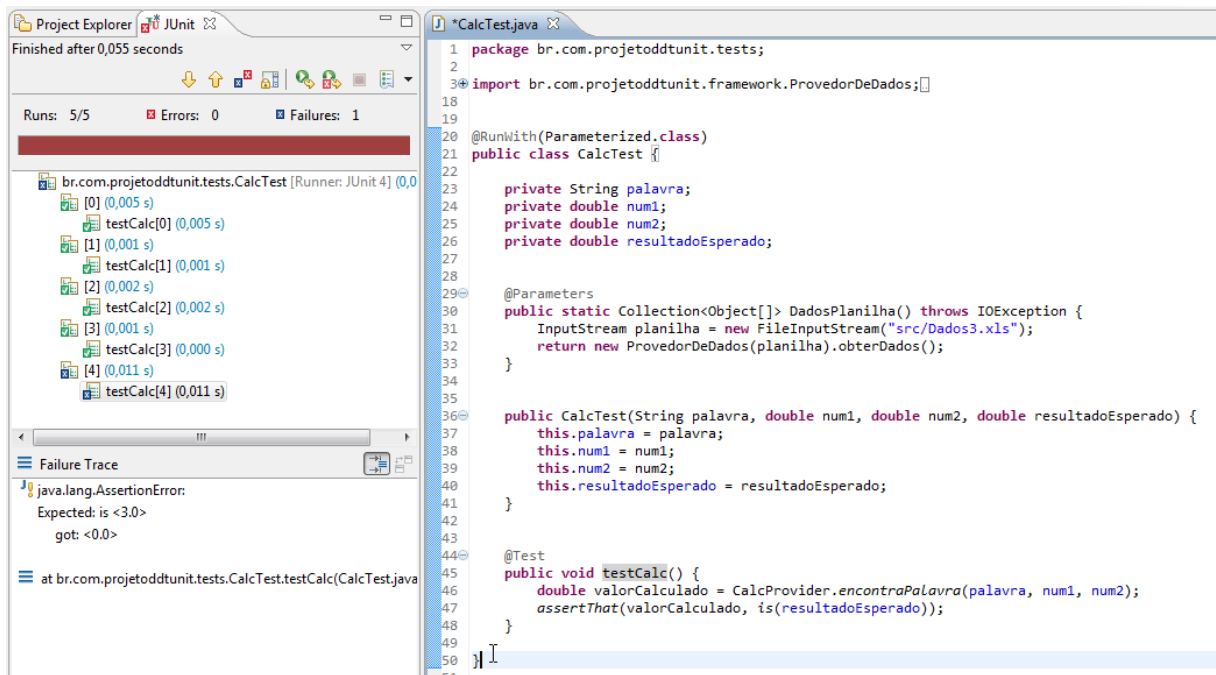 Project Explorer JUnit
Finished after 0,055 seconds
Runs: 5/5 Errors: 0 Failures: 1
br.com.projetoddtunit.tests.CalcTest [Runner: JUnit 4] (0,0
[0] (0,005 s)
testCalc[0] (0,005 s)
[1] (0,001 s)
testCalc[1] (0,001 s)
[2] (0,002 s)
testCalc[2] (0,002 s)
[3] (0,001 s)
testCalc[3] (0,000 s)
[4] (0,011 s)
testCalc[4] (0,011 s)
Failure Trace
java.lang.AssertionError:
Expected: is <3.0>
got: <0.0>
at br.com.projetoddtunit.tests.CalcTest.testCalc(CalcTest.java
*CalcTest.java
1 package br.com.projetoddtunit.tests;
2
3 import br.com.projetoddtunit.framework.ProvedorDeDados;
18
19
20 @RunWith(Parameterized.class)
21 public class CalcTest {
22
23 private String palavra;
24 private double num1;
25 private double num2;
26 private double resultadoEsperado;
27
28
29 @Parameters
30 public static Collection<Object[]> DadosPlanilha() throws IOException {
31 InputStream planilha = new FileInputStream("src/Dados3.xls");
32 return new ProvedorDeDados(planilha).obterDados();
33 }
34
35
36 public CalcTest(String palavra, double num1, double num2, double resultadoEsperado) {
37 this.palavra = palavra;
38 this.num1 = num1;
39 this.num2 = num2;
40 this.resultadoEsperado = resultadoEsperado;
41 }
42
43
44 @Test
45 public void testCalc() {
46 double valorCalculado = CalcProvider.encontraPalavra(palavra, num1, num2);
47 assertThat(valorCalculado, is(resultadoEsperado));
48 }
49
50 }